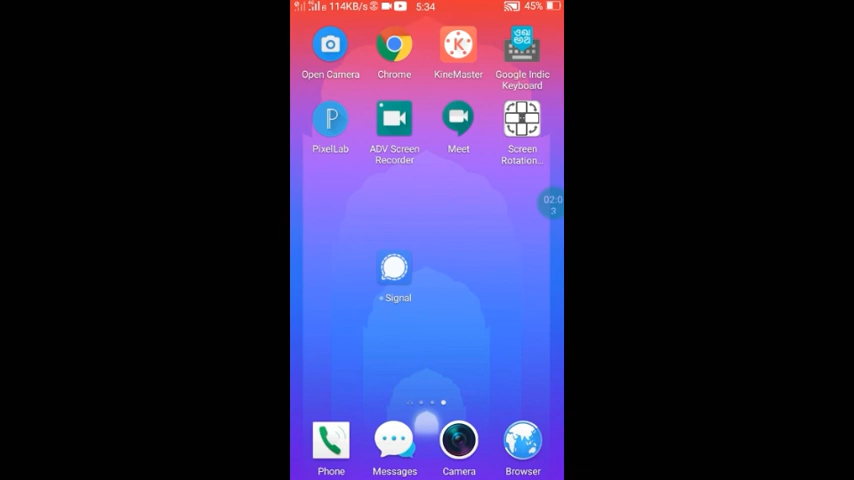 114KB/s 5:34 45%
Open Camera Chrome KineMaster Google Indic
Keyboard
PixelLab ADV Screen Meet Screen
Recorder Rotation...
02:0
3
Signal
Phone Messages Camera Browser